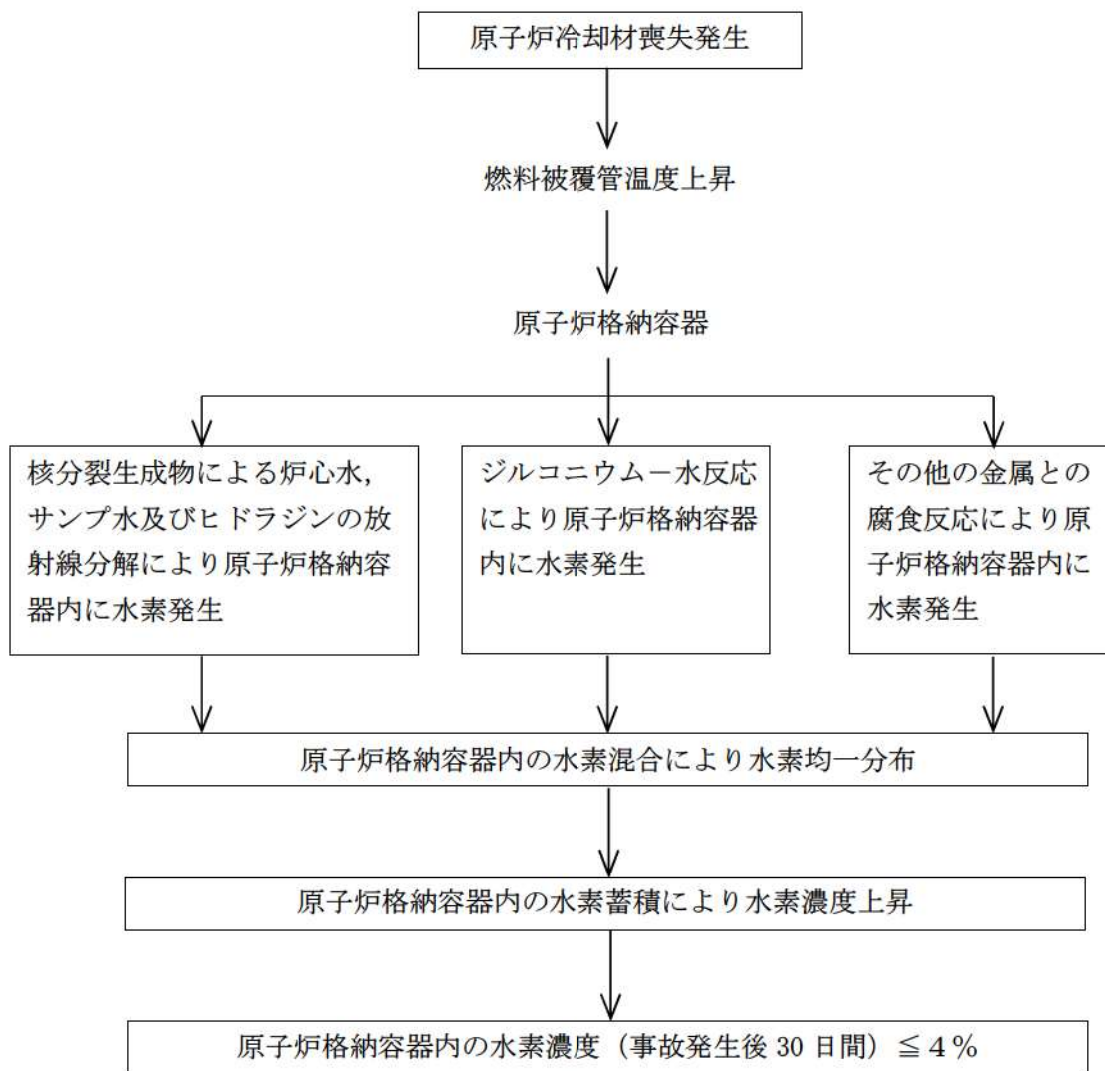 原子炉冷却材喪失発生
燃料被覆管温度上昇
原子炉格納容器
核分裂生成物による炉心水，
サンプ水及びヒドラジンの放
射線分解により原子炉格納容
器内に水素発生
ジルコニウム－水反応
により原子炉格納容器
内に水素発生
その他の金属との
腐食反応により原
子炉格納容器内に
水素発生
原子炉格納容器内の水素混合により水素均一分布
原子炉格納容器内の水素蓄積により水素濃度上昇
原子炉格納容器内の水素濃度（事故発生後 30 日間）≦４％